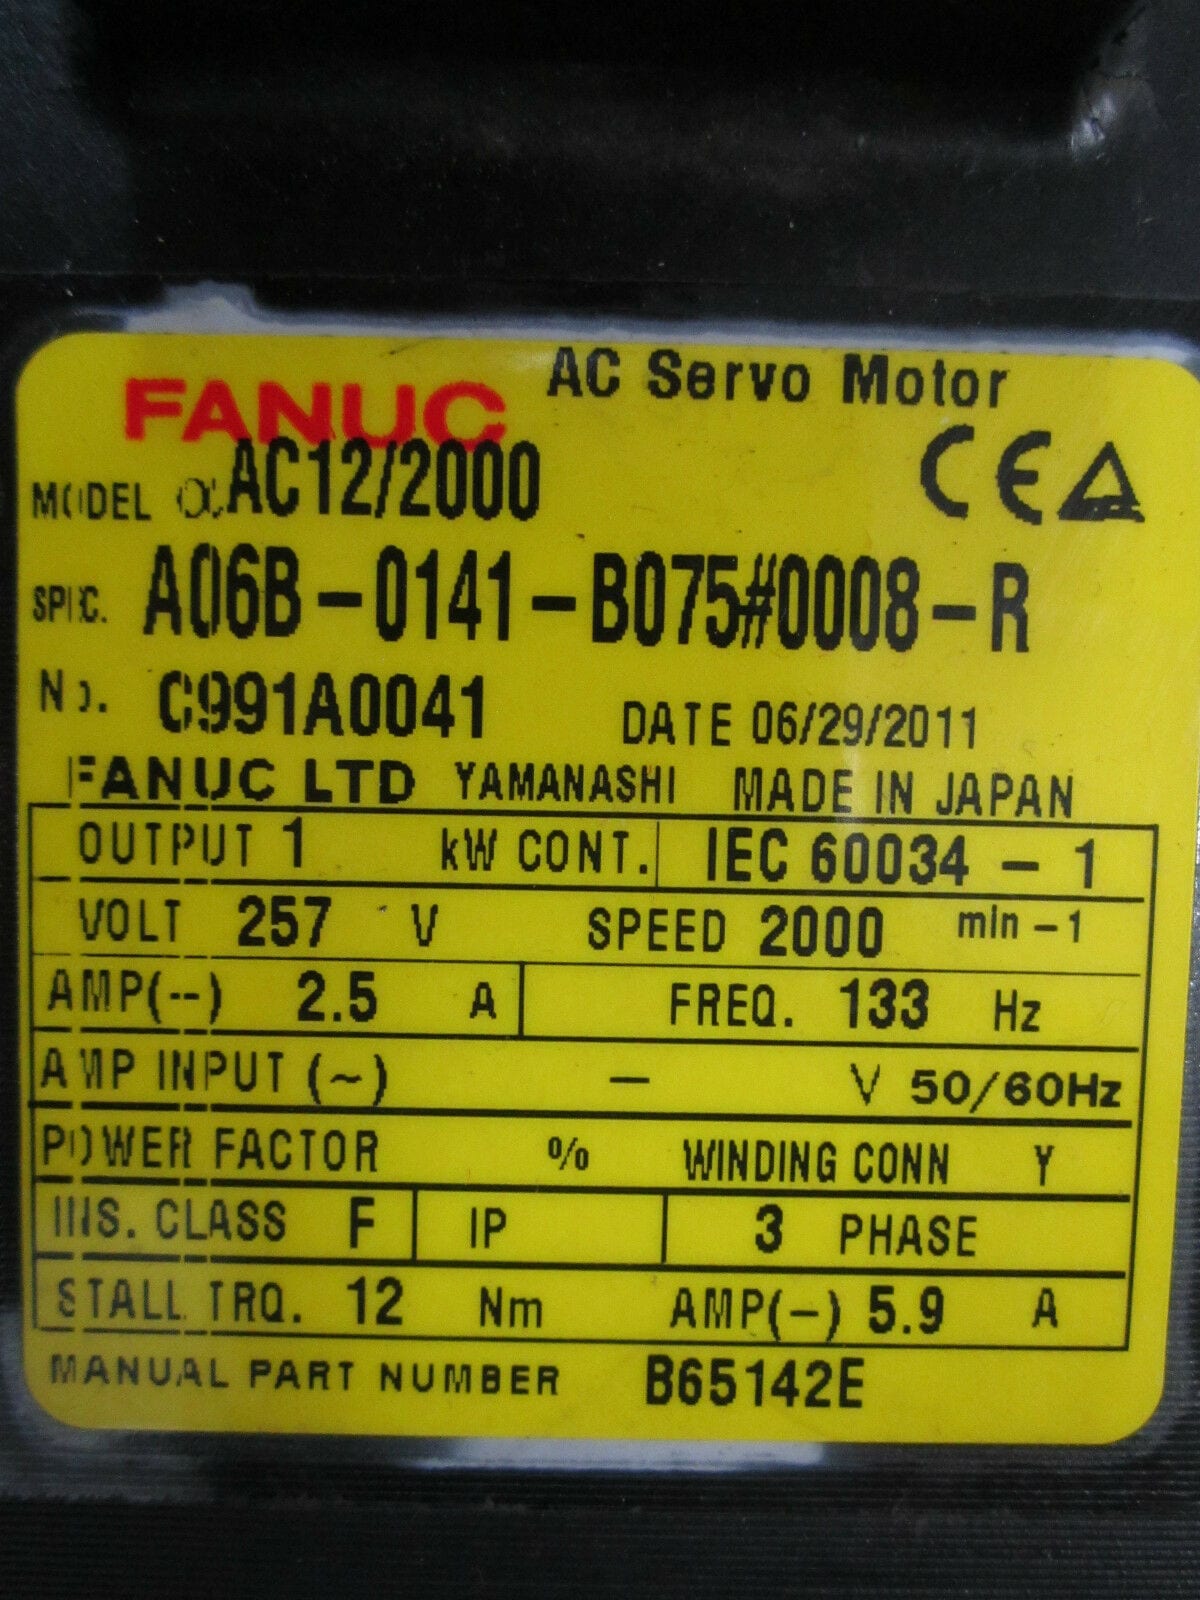 AC Servo Motor
FANUC
MODEL αAC12/2000
CE
SPEC. A06B-0141-B075#0008-R
No. C991A0041 DATE 06/29/2011
FANUC LTD YAMANASHI MADE IN JAPAN
OUTPUT 1 kW CONT. IEC 60034-1
VOLT 257 V SPEED 2000 min-1
AMP(--) 2.5 A FREQ. 133 Hz
AMP INPUT (~) — V 50/60Hz
POWER FACTOR % WINDING CONN Y
INS. CLASS F IP 3 PHASE
STALL TRQ. 12 Nm AMP(-) 5.9 A
MANUAL PART NUMBER B65142E